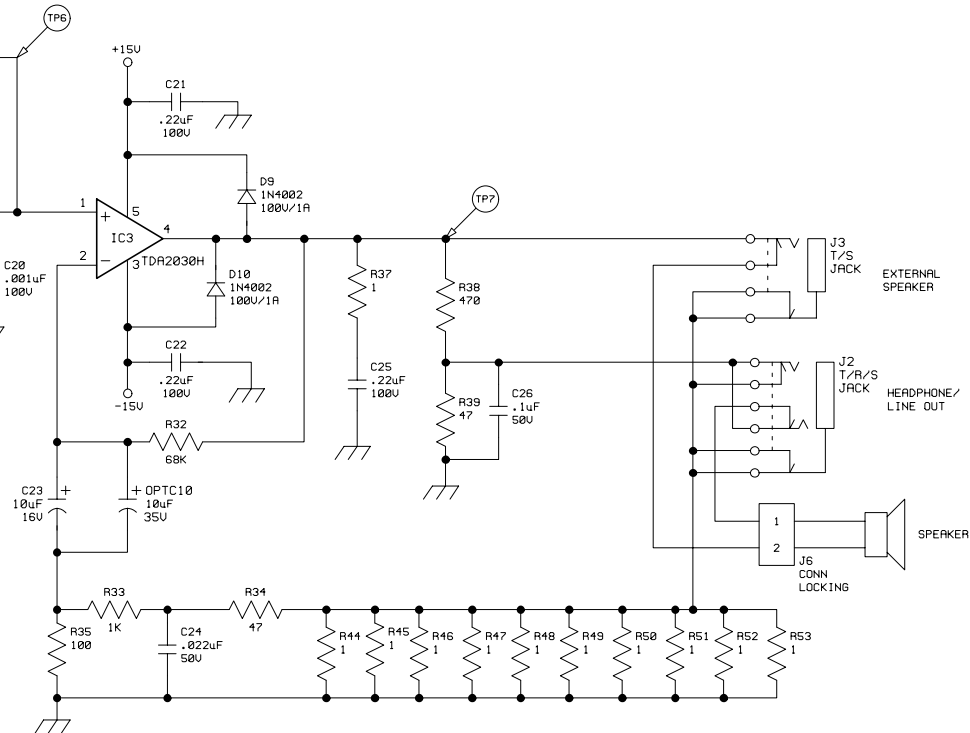 TP6
+15V
C21
.22uF
100V
D9
1N4002
100V/1A
TP7
1
5
+
IC3
4
2
-
3
TDA2030H
C20
.001uF
100V
D10
1N4002
100V/1A
R37
1
R38
470
J3
T/S
JACK
EXTERNAL
SPEAKER
C22
.22uF
100V
-15V
C25
.22uF
100V
R39
47
C26
.1uF
50V
J2
T/R/S
JACK
HEADPHONE/
LINE OUT
R32
68K
C23
+
10uF
16V
+
OPTC10
10uF
35V
1
2
J6
CONN
LOCKING
SPEAKER
R33
1K
R34
47
R35
100
C24
.022uF
50V
R44
1
R45
1
R46
1
R47
1
R48
1
R49
1
R50
1
R51
1
R52
1
R53
1